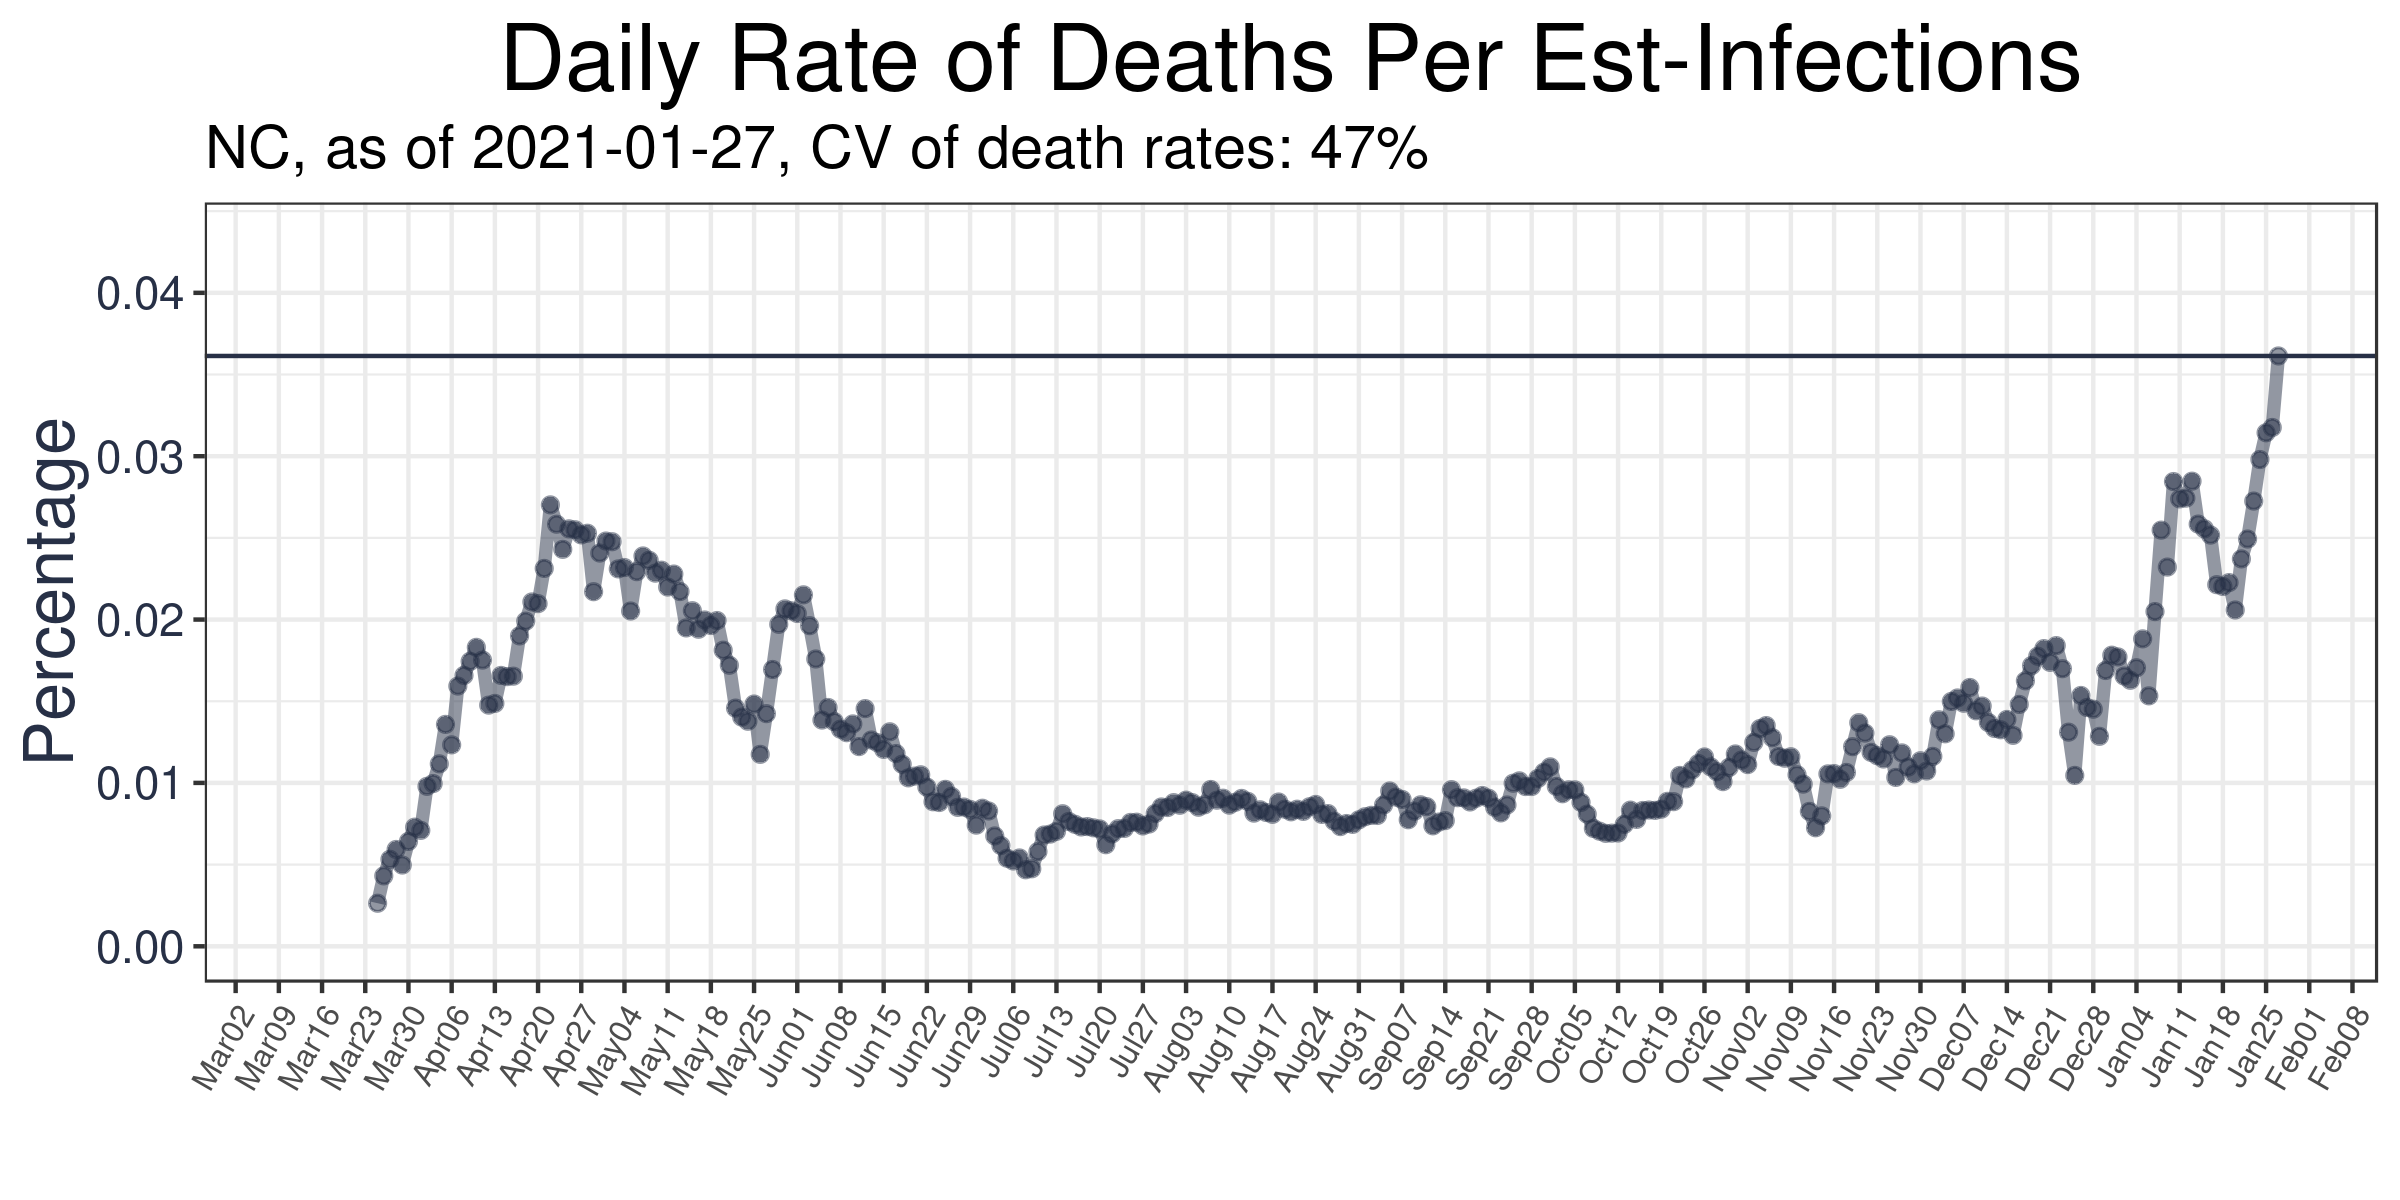 Daily Rate of Deaths Per Est-Infections
NC, as of 2021-01-27, CV of death rates: 47%
Percentage
0.04
0.03
0.02
0.01
0.00
Mar02
Mar09
Mar16
Mar23
Mar30
Apr06
Apr13
Apr20
Apr27
May04
May11
May18
May25
Jun01
Jun08
Jun15
Jun22
Jun29
Jul06
Jul13
Jul20
Jul27
Aug03
Aug10
Aug17
Aug24
Aug31
Sep07
Sep14
Sep21
Sep28
Oct05
Oct12
Oct19
Oct26
Nov02
Nov09
Nov16
Nov23
Nov30
Dec07
Dec14
Dec21
Dec28
Jan04
Jan11
Jan18
Jan25
Feb01
Feb08